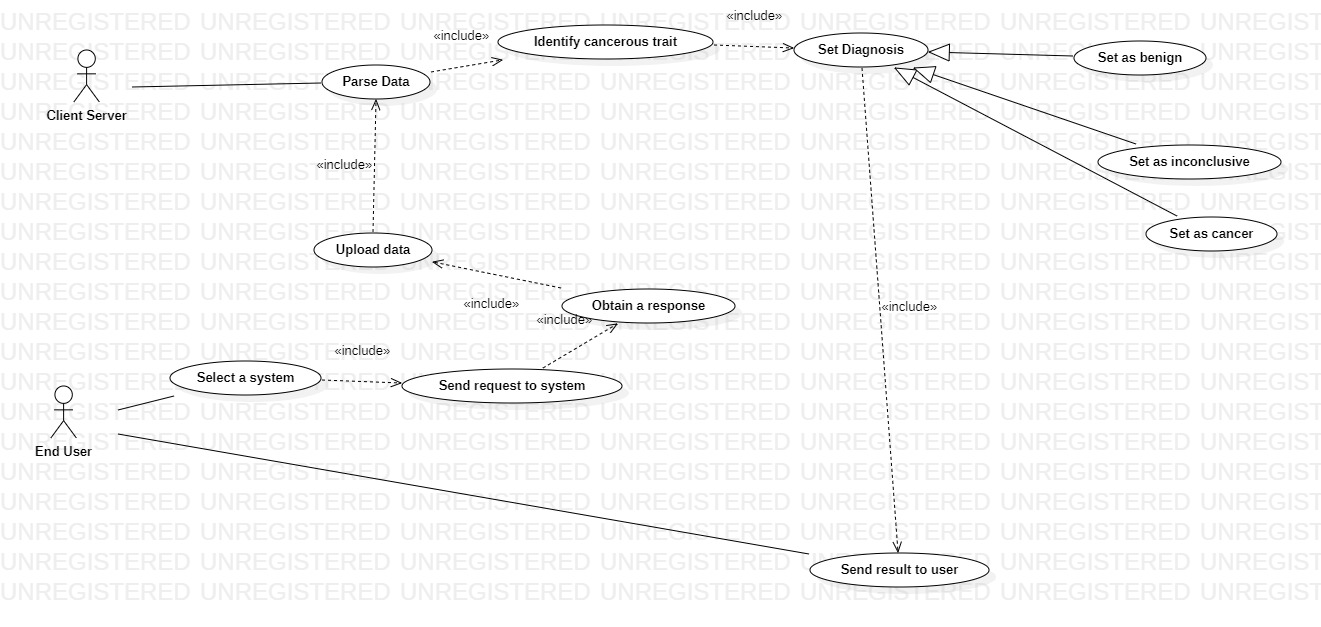 «include»
«include»
Identify cancerous trait
Set Diagnosis
Set as benign
Parse Data
Client Server
«include»
Set as inconclusive
Set as cancer
Upload data
«include»
Obtain a response
«include»
«include»
«include»
Select a system
Send request to system
End User
Send result to user
UNREGISTERED UNREGISTERED UNREGISTERED UNREGISTERED UNREGISTERED UNREGISTERED UNREGIST